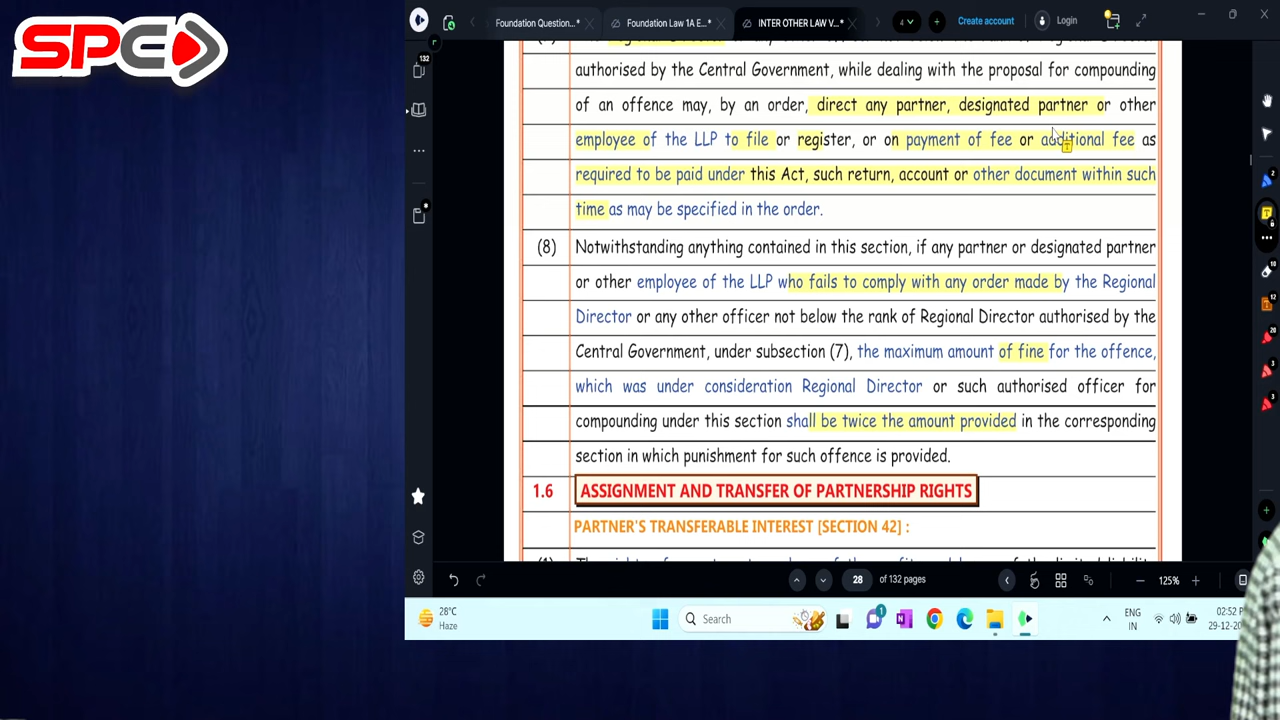 SPC
Foundation Question...*
Foundation Law 1A E...*
INTER OTHER LAW V...*
4
Create account
Login
132
authorised by the Central Government, while dealing with the proposal for compounding
of an offence may, by an order, direct any partner, designated partner or other
employee of the LLP to file or register, or on payment of fee or additional fee as
required to be paid under this Act, such return, account or other document within such
time as may be specified in the order.
(8) Notwithstanding anything contained in this section, if any partner or designated partner
or other employee of the LLP who fails to comply with any order made by the Regional
Director or any other officer not below the rank of Regional Director authorised by the
Central Government, under subsection (7), the maximum amount of fine for the offence,
which was under consideration Regional Director or such authorised officer for
compounding under this section shall be twice the amount provided in the corresponding
section in which punishment for such offence is provided.
1.6 ASSIGNMENT AND TRANSFER OF PARTNERSHIP RIGHTS
PARTNER'S TRANSFERABLE INTEREST [SECTION 42] :
28 of 132 pages
125%
28°C
Haze
Search
ENG
IN
02:52 P
29-12-20